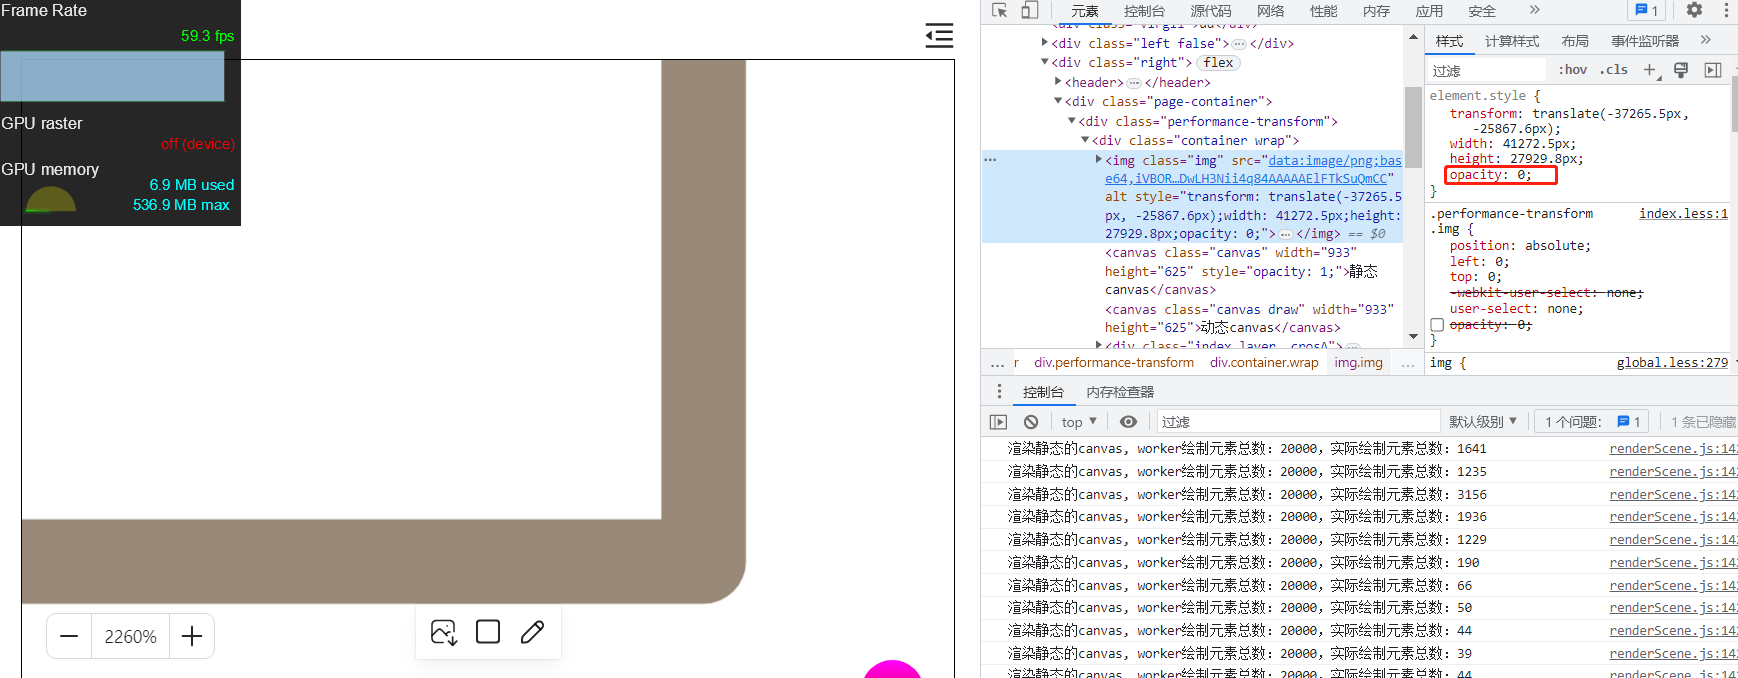 Frame Rate
59.3 fps
GPU raster
off (device)
GPU memory
6.9 MB used
536.9 MB max
2260%
元素 控制台 源代码 网络 性能 内存 应用 安全 » 1
<div class="left false"> … </div>
<div class="right"> flex
<header> … </header>
<div class="page-container">
<div class="performance-transform">
<div class="container wrap">
<img class="img" src="data:image/png;bas
e64,iVBOR…DwLH3Nii4q84AAAAAElFTkSuQmCC"
alt style="transform: translate(-37265.5
px, -25867.6px);width: 41272.5px;height:
27929.8px;opacity: 0;"> … </img> == $0
<canvas class="canvas" width="933"
height="625" style="opacity: 1;">静态
canvas</canvas>
<canvas class="canvas draw" width="933"
height="625">动态canvas</canvas>
… r div.performance-transform div.container.wrap img.img …
样式 计算样式 布局 事件监听器 »
过滤 :hov .cls
element.style {
transform: translate(-37265.5px,
-25867.6px);
width: 41272.5px;
height: 27929.8px;
opacity: 0;
}
.performance-transform index.less:1
.img {
position: absolute;
left: 0;
top: 0;
-webkit-user-select: none;
user-select: none;
opacity: 0;
}
img { global.less:279
控制台 内存检查器
top 过滤 默认级别 1 个问题: 1 1 条已隐藏
渲染静态的canvas, worker绘制元素总数: 20000, 实际绘制元素总数: 1641 renderScene.js:14
渲染静态的canvas, worker绘制元素总数: 20000, 实际绘制元素总数: 1235 renderScene.js:14
渲染静态的canvas, worker绘制元素总数: 20000, 实际绘制元素总数: 3156 renderScene.js:14
渲染静态的canvas, worker绘制元素总数: 20000, 实际绘制元素总数: 1936 renderScene.js:14
渲染静态的canvas, worker绘制元素总数: 20000, 实际绘制元素总数: 1229 renderScene.js:14
渲染静态的canvas, worker绘制元素总数: 20000, 实际绘制元素总数: 190 renderScene.js:14
渲染静态的canvas, worker绘制元素总数: 20000, 实际绘制元素总数: 66 renderScene.js:14
渲染静态的canvas, worker绘制元素总数: 20000, 实际绘制元素总数: 50 renderScene.js:14
渲染静态的canvas, worker绘制元素总数: 20000, 实际绘制元素总数: 44 renderScene.js:14
渲染静态的canvas, worker绘制元素总数: 20000, 实际绘制元素总数: 39 renderScene.js:14
渲染静态的canvas, worker绘制元素总数: 20000, 实际绘制元素总数: 44 renderScene.js:14